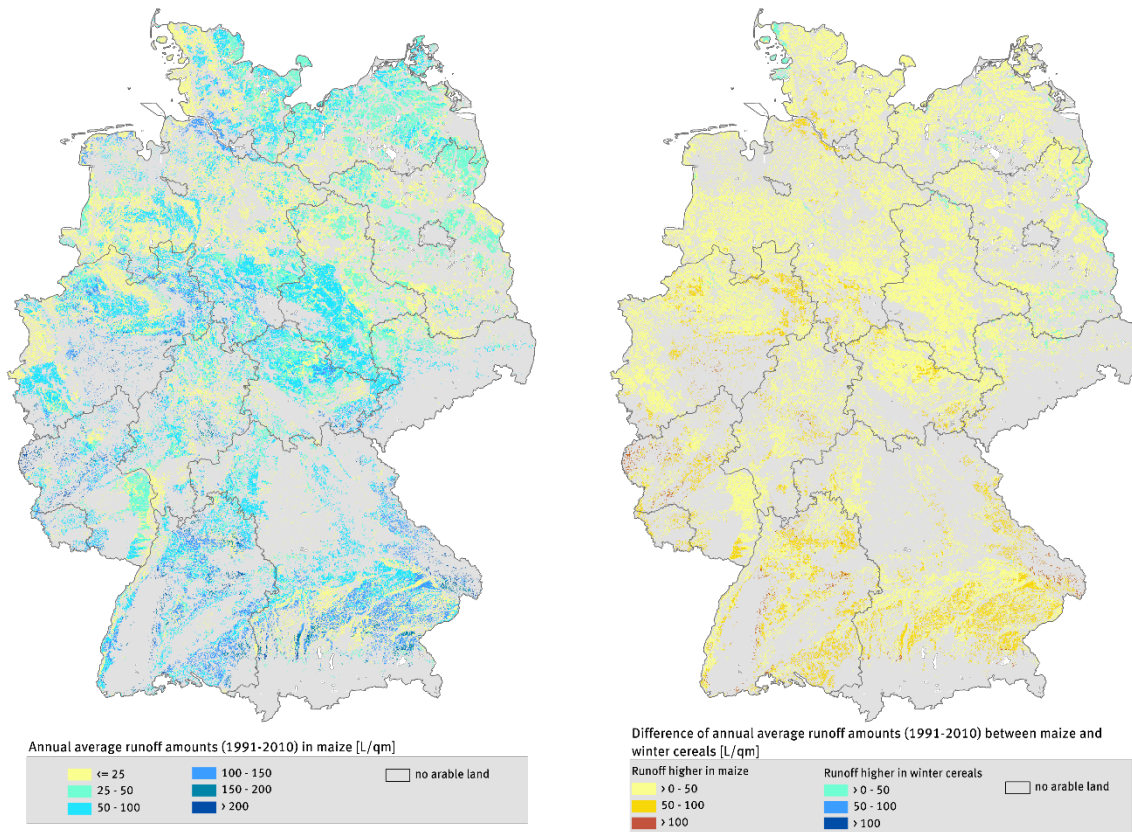 Annual average runoff amounts (1991-2010) in maize [L/qm]
<= 25
25 - 50
50 - 100
100 - 150
150 - 200
> 200
no arable land
Difference of annual average runoff amounts (1991-2010) between maize and
winter cereals [L/qm]
Runoff higher in maize
> 0 - 50
50 - 100
> 100
Runoff higher in winter cereals
> 0 - 50
50 - 100
> 100
no arable land